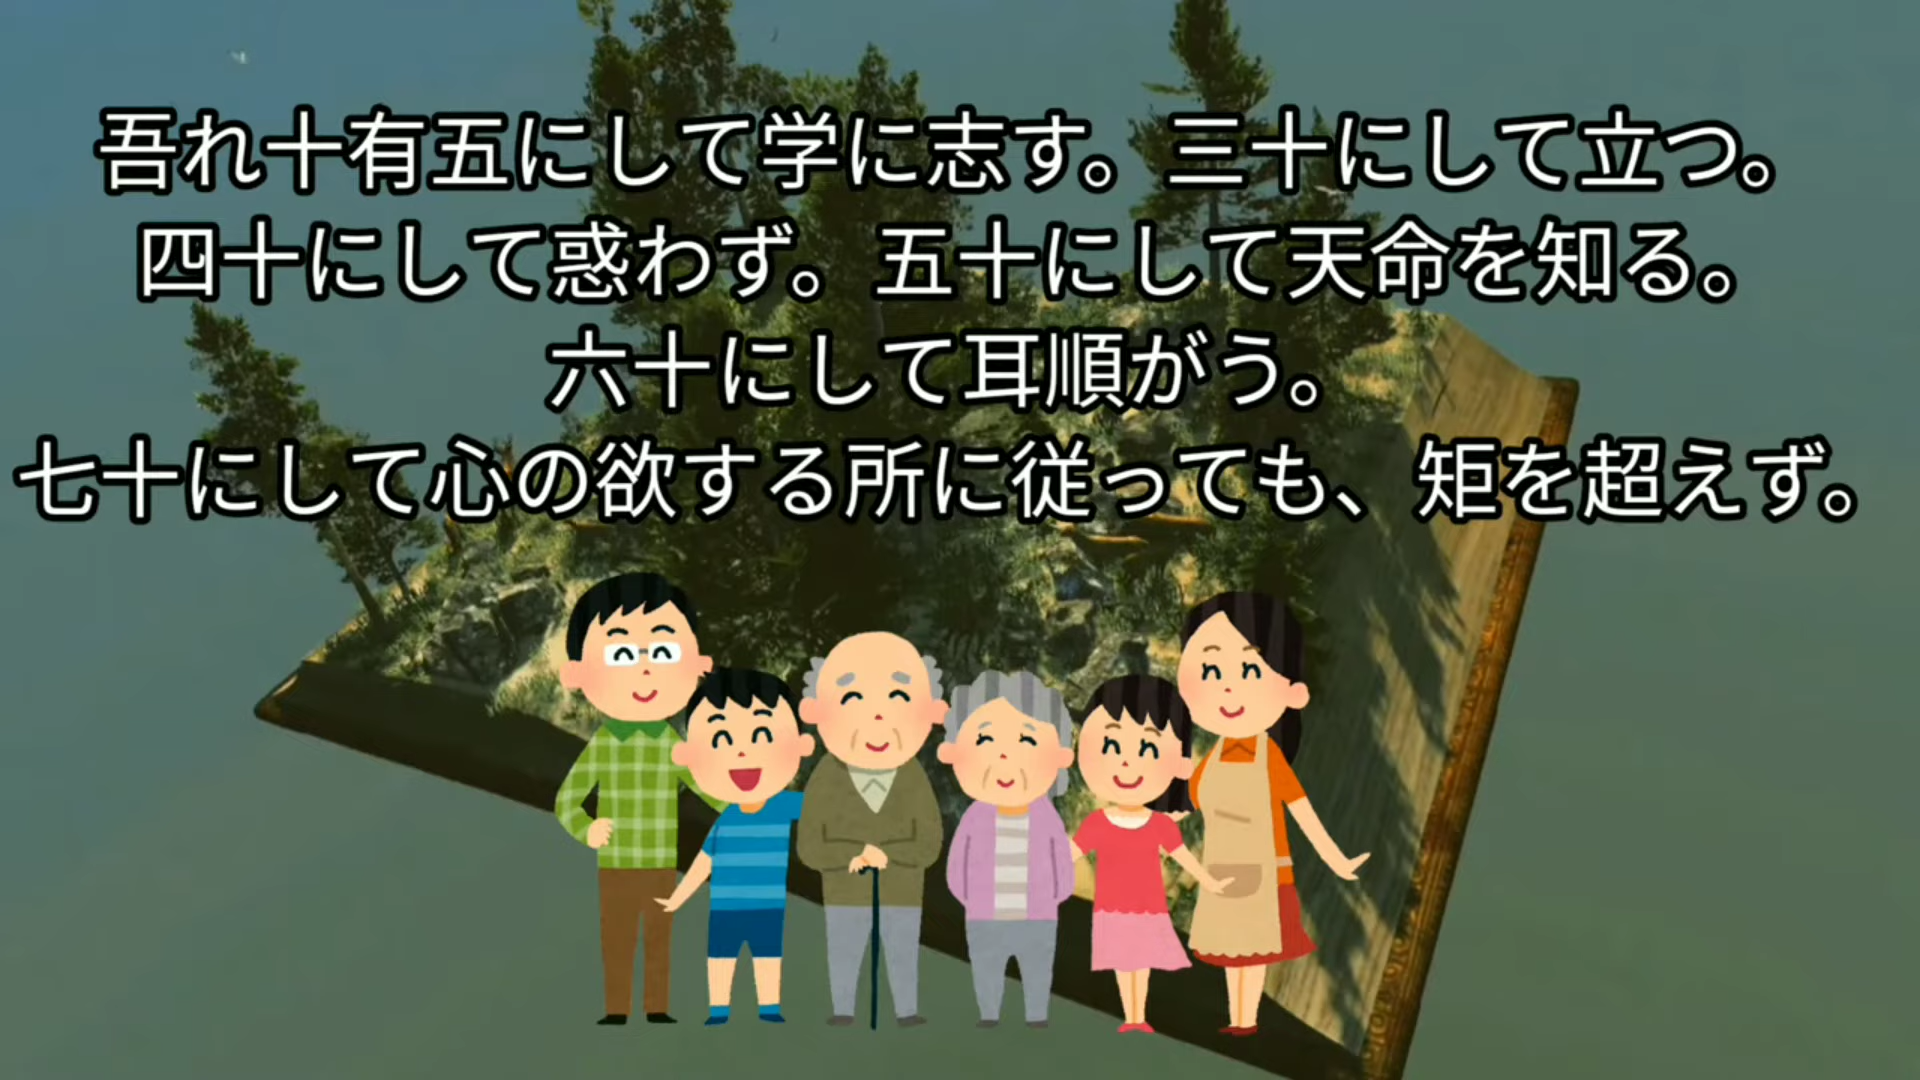 吾れ十有五にして学に志す。三十にして立つ。
四十にして惑わず。五十にして天命を知る。
六十にして耳順がう。
七十にして心の欲する所に従っても、矩を超えず。